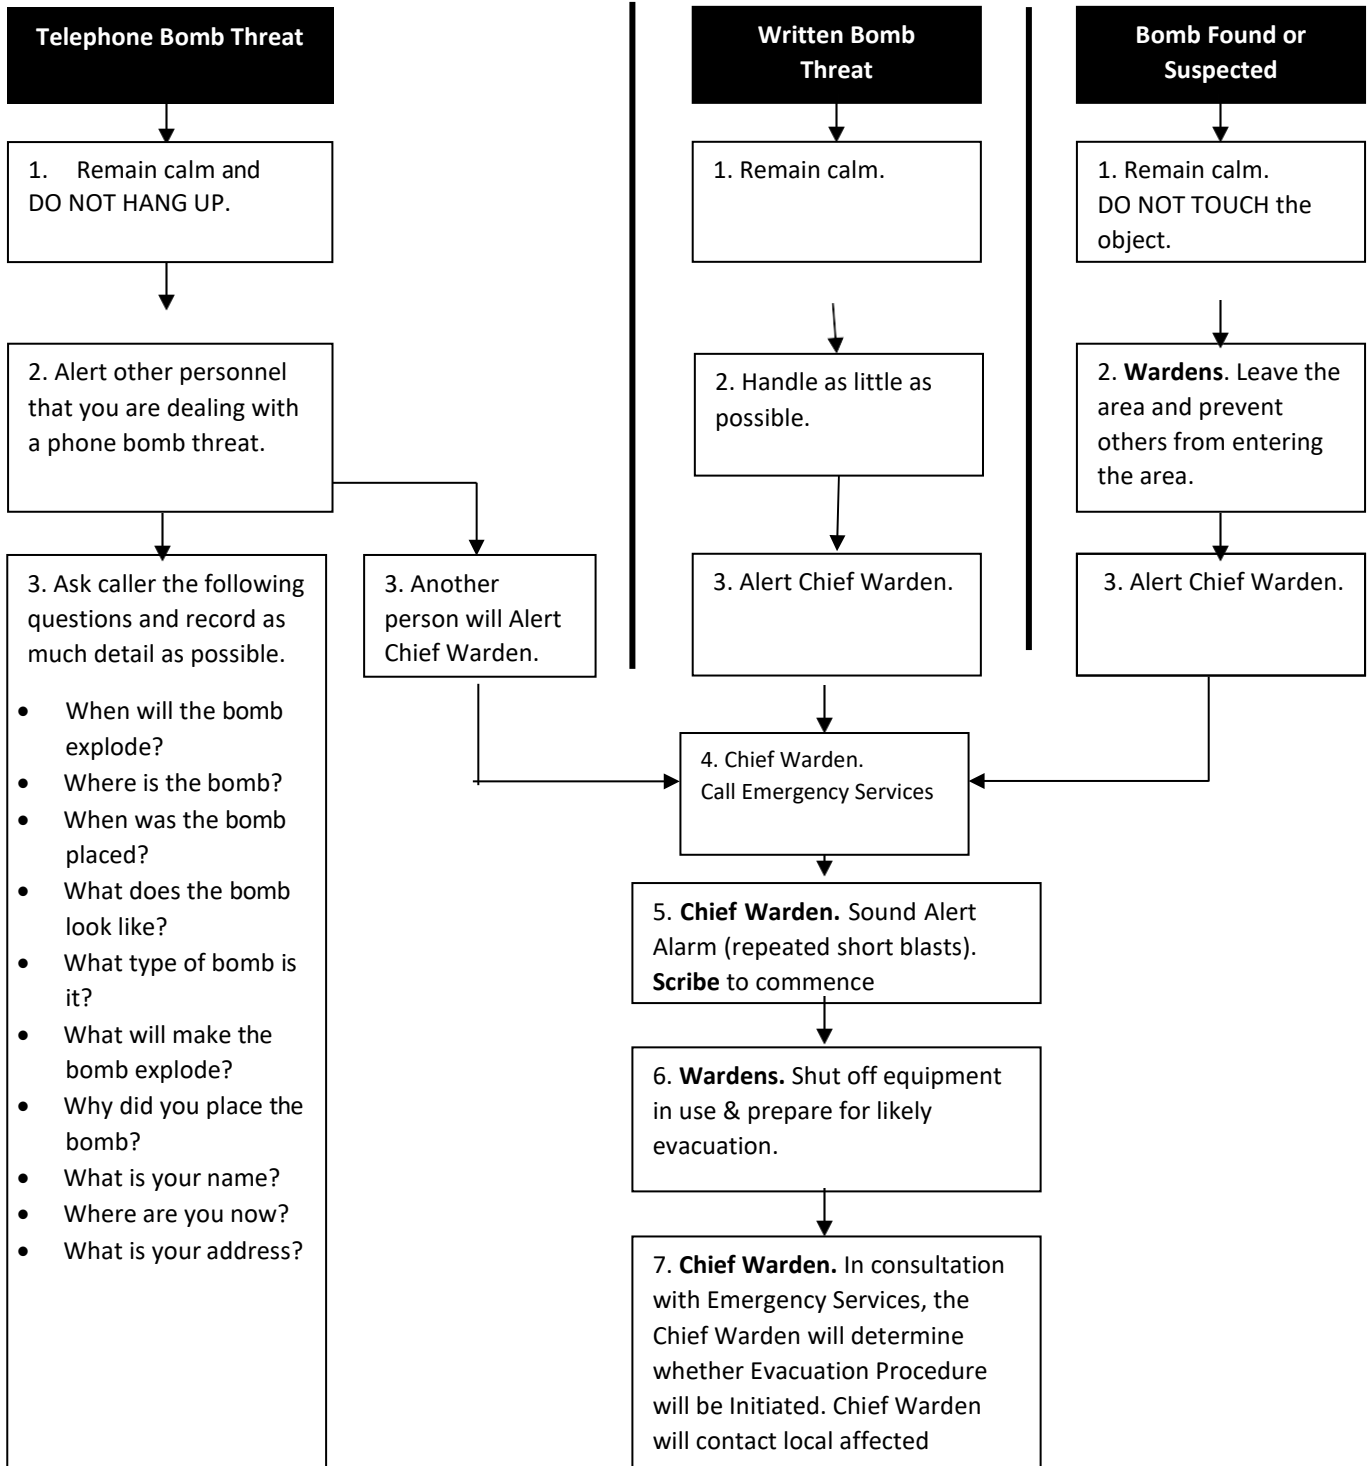 Telephone Bomb Threat
1. Remain calm and
DO NOT HANG UP.
2. Alert other personnel
that you are dealing with
a phone bomb threat.
3. Ask caller the following
questions and record as
much detail as possible.
• When will the bomb
explode?
• Where is the bomb?
• When was the bomb
placed?
• What does the bomb
look like?
• What type of bomb is
it?
• What will make the
bomb explode?
• Why did you place the
bomb?
• What is your name?
• Where are you now?
• What is your address?
3. Another
person will Alert
Chief Warden.
Written Bomb
Threat
1. Remain calm.
2. Handle as little as
possible.
3. Alert Chief Warden.
Bomb Found or
Suspected
1. Remain calm.
DO NOT TOUCH the
object.
2. Wardens. Leave the
area and prevent
others from entering
the area.
3. Alert Chief Warden.
4. Chief Warden.
Call Emergency Services
5. Chief Warden. Sound Alert
Alarm (repeated short blasts).
Scribe to commence
6. Wardens. Shut off equipment
in use & prepare for likely
evacuation.
7. Chief Warden. In consultation
with Emergency Services, the
Chief Warden will determine
whether Evacuation Procedure
will be Initiated. Chief Warden
will contact local affected